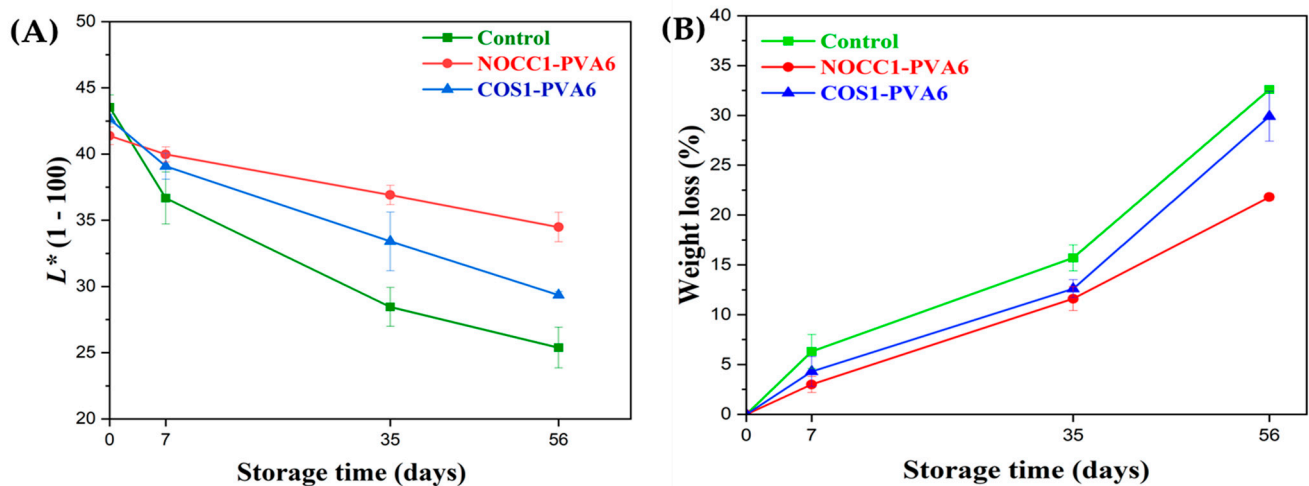 (A)
50
45
40
35
30
25
20
L* (1 - 100)
Control
NOCC1-PVA6
COS1-PVA6
0 7 35 56
Storage time (days)
(B)
40
35
30
25
20
15
10
5
0
Weight loss (%)
Control
NOCC1-PVA6
COS1-PVA6
0 7 35 56
Storage time (days)